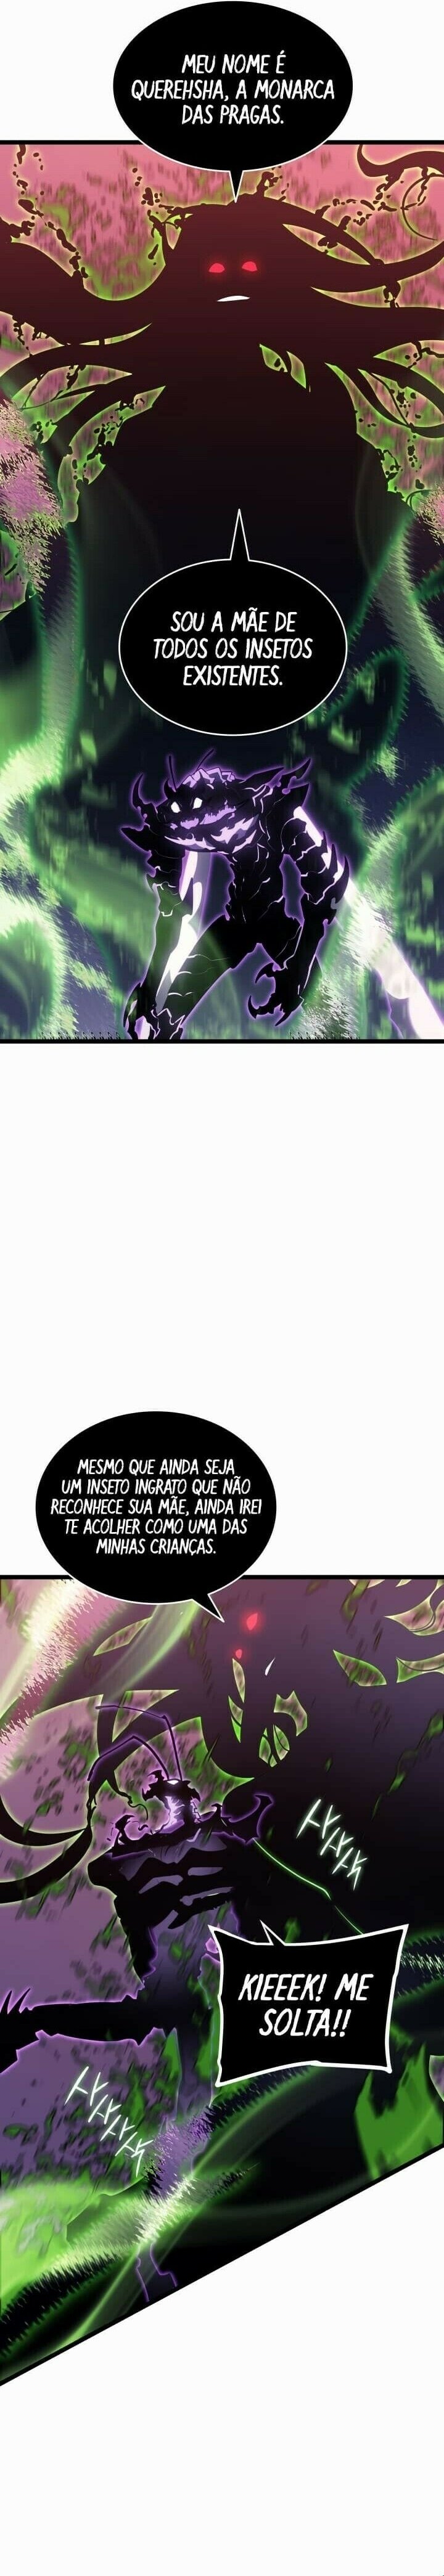 MEU NOME É
QUEREHSHA, A MONARCA
DAS PRAGAS.
SOU A MÃE DE
TODOS OS INSETOS
EXISTENTES.
MESMO QUE AINDA SEJA
UM INSETO INGRATO QUE NÃO
RECONHECE SUA MÃE, AINDA IREI
TE ACOLHER COMO UMA DAS
MINHAS CRIANÇAS.
KIEEEK! ME
SOLTA!!